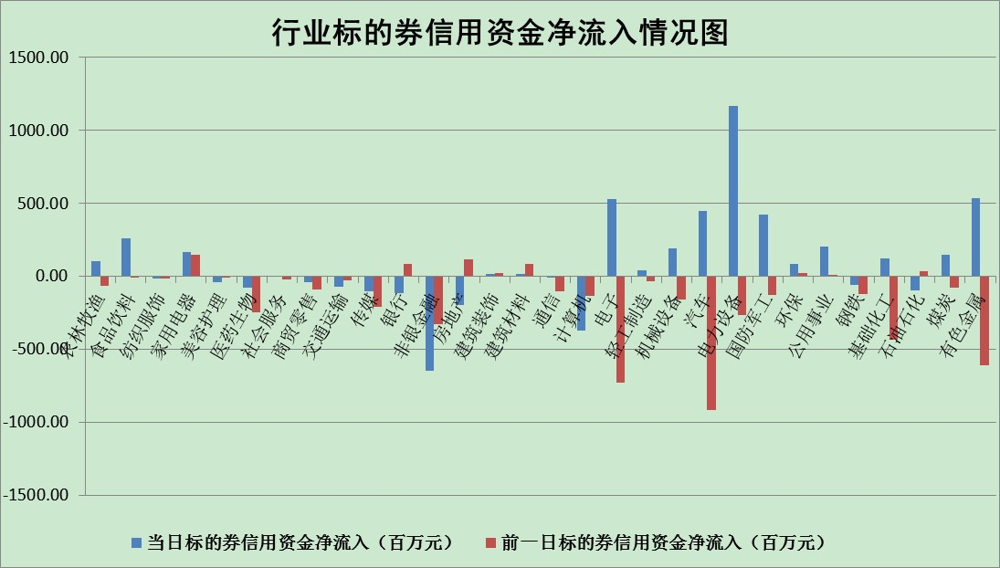 行业标的券信用资金净流入情况图
1500.00
1000.00
500.00
0.00
-500.00
-1000.00
-1500.00
农林牧渔
食品饮料
纺织服饰
家用电器
美容护理
医药生物
社会服务
商贸零售
交通运输
传媒
银行
非银金融
房地产
建筑装饰
建筑材料
通信
计算机
电子
轻工制造
机械设备
汽车
电力设备
国防军工
环保
公用事业
钢铁
基础化工
石油石化
煤炭
有色金属
当日标的券信用资金净流入（百万元）
前一日标的券信用资金净流入（百万元）